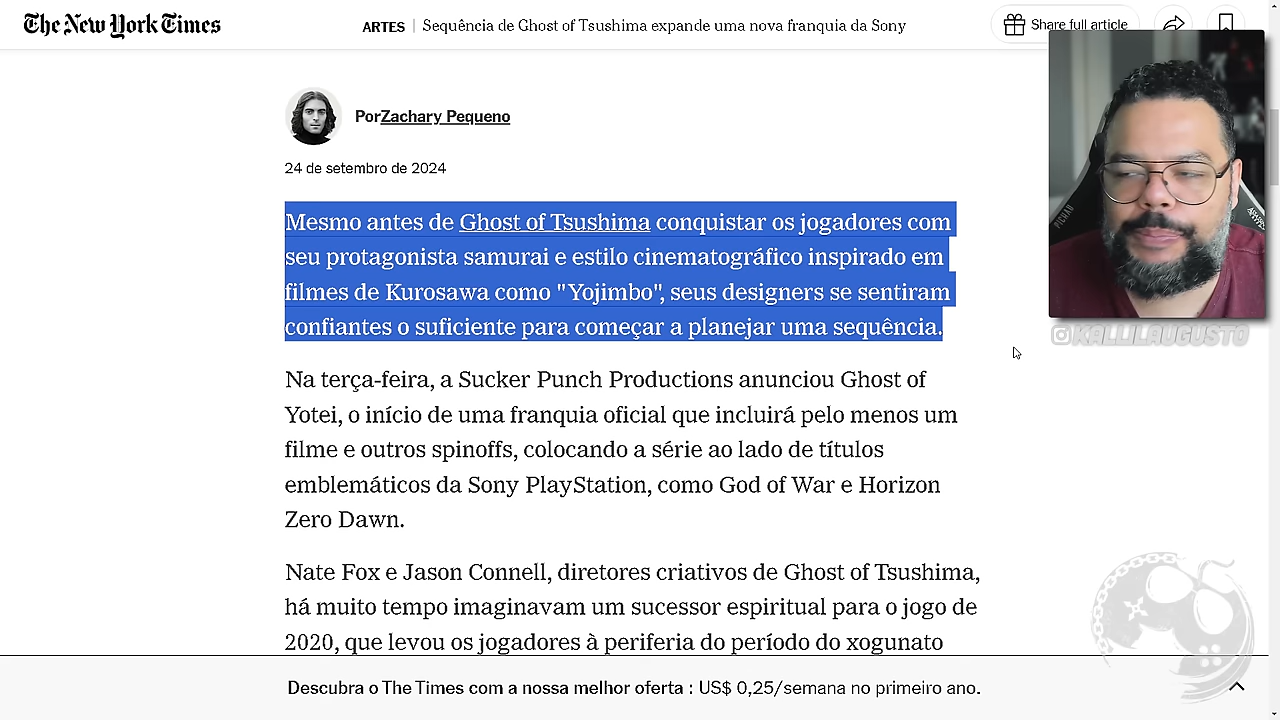 The New York Times
ARTES | Sequência de Ghost of Tsushima expande uma nova franquia da Sony
Share full article
PorZachary Pequeno
24 de setembro de 2024
Mesmo antes de Ghost of Tsushima conquistar os jogadores com
seu protagonista samurai e estilo cinematográfico inspirado em
filmes de Kurosawa como "Yojimbo", seus designers se sentiram
confiantes o suficiente para começar a planejar uma sequência.
PICHAU
@KALLILAUGUSTO
Na terça-feira, a Sucker Punch Productions anunciou Ghost of
Yotei, o início de uma franquia oficial que incluirá pelo menos um
filme e outros spinoffs, colocando a série ao lado de títulos
emblemáticos da Sony PlayStation, como God of War e Horizon
Zero Dawn.
Nate Fox e Jason Connell, diretores criativos de Ghost of Tsushima,
há muito tempo imaginavam um sucessor espiritual para o jogo de
2020, que levou os jogadores à periferia do período do xogunato
Descubra o The Times com a nossa melhor oferta : US$ 0,25/semana no primeiro ano.